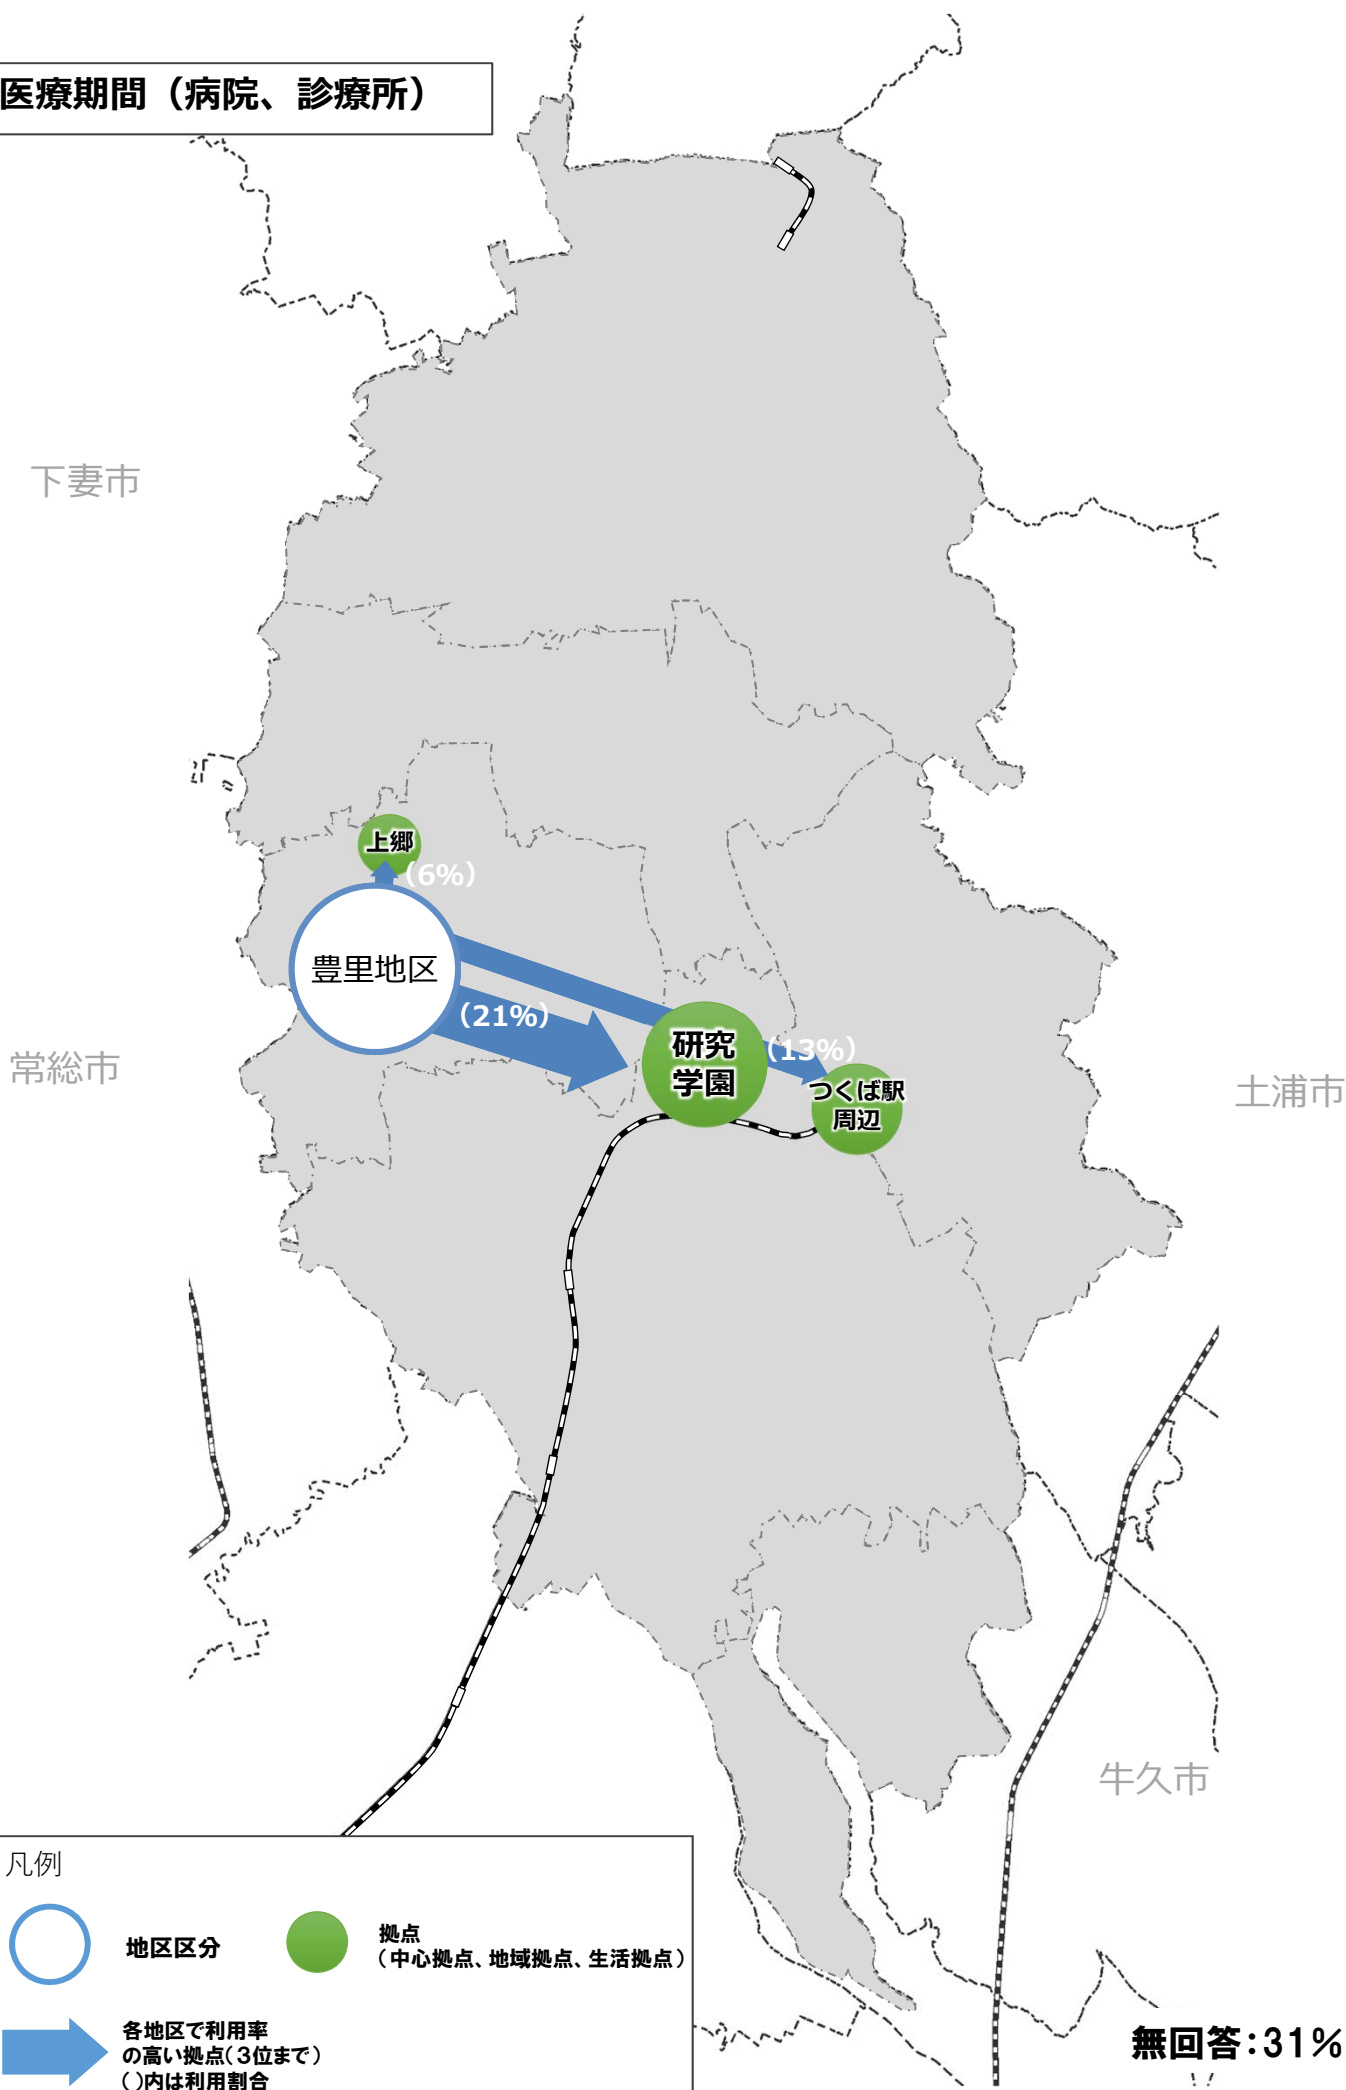 医療期間（病院、診療所）
下妻市
上郷
（6%）
豊里地区
（21%）
研究
学園
（13%）
つくば駅
周辺
常総市
土浦市
牛久市
凡例
地区区分
拠点
（中心拠点、地域拠点、生活拠点）
各地区で利用率
の高い拠点（3位まで）
（）内は利用割合
無回答：31%